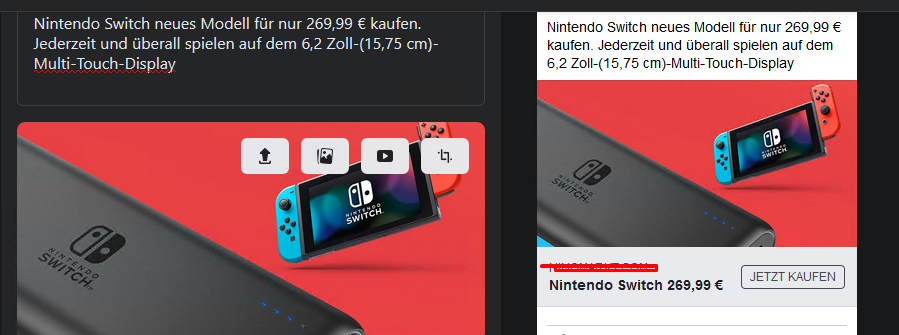 Nintendo Switch neues Modell für nur 269,99 € kaufen.
Jederzeit und überall spielen auf dem 6,2 Zoll-(15,75 cm)-
Multi-Touch-Display
NINTENDO
SWITCH
NINTENDO
SWITCH.
Nintendo Switch neues Modell für nur 269,99 €
kaufen. Jederzeit und überall spielen auf dem
6,2 Zoll-(15,75 cm)-Multi-Touch-Display
NINTENDO
SWITCH
NINTENDO
SWITCH.
Nintendo Switch 269,99 €
JETZT KAUFEN